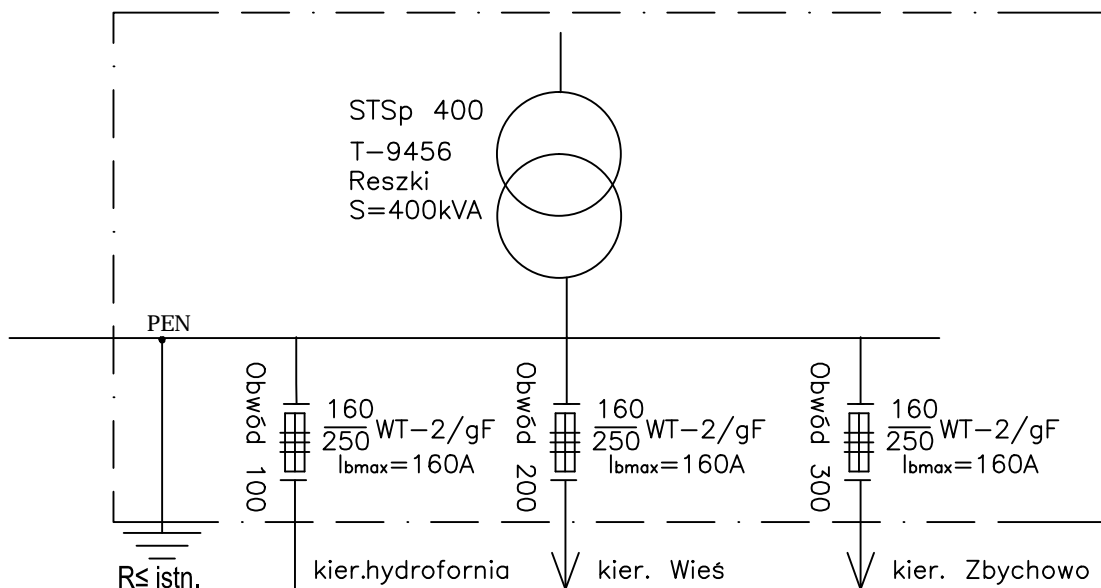 STSp 400
T-9456
Reszki
S=400kVA
PEN
Obwód 100
160
250 WT-2/gF
Ibmax=160A
Obwód 200
160
250 WT-2/gF
Ibmax=160A
Obwód 300
160
250 WT-2/gF
Ibmax=160A
R≤ istn.
kier.hydrofornia
kier. Wieś
kier. Zbychowo